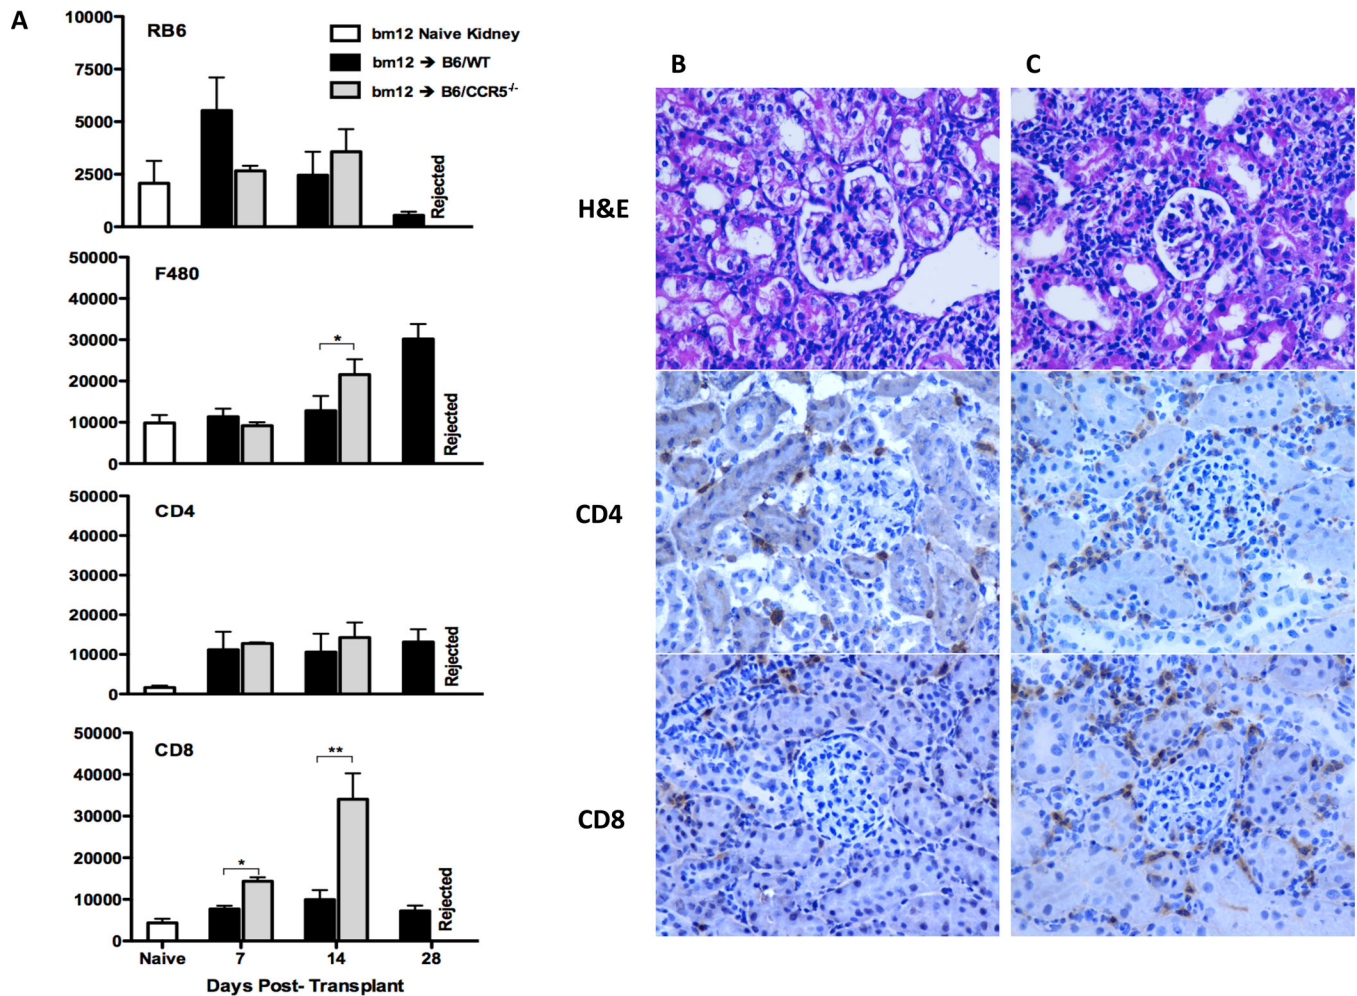 A
10000
RB6
bm12 Naive Kidney
bm12 ➔ B6/WT
bm12 ➔ B6/CCR5-/-
7500
5000
2500
0
Rejected
50000
F480
40000
30000
*
20000
10000
0
Rejected
50000
CD4
40000
30000
20000
10000
0
Rejected
50000
CD8
**
40000
30000
20000
*
10000
0
Rejected
Naive 7 14 28
Days Post- Transplant
B
C
H&E
CD4
CD8